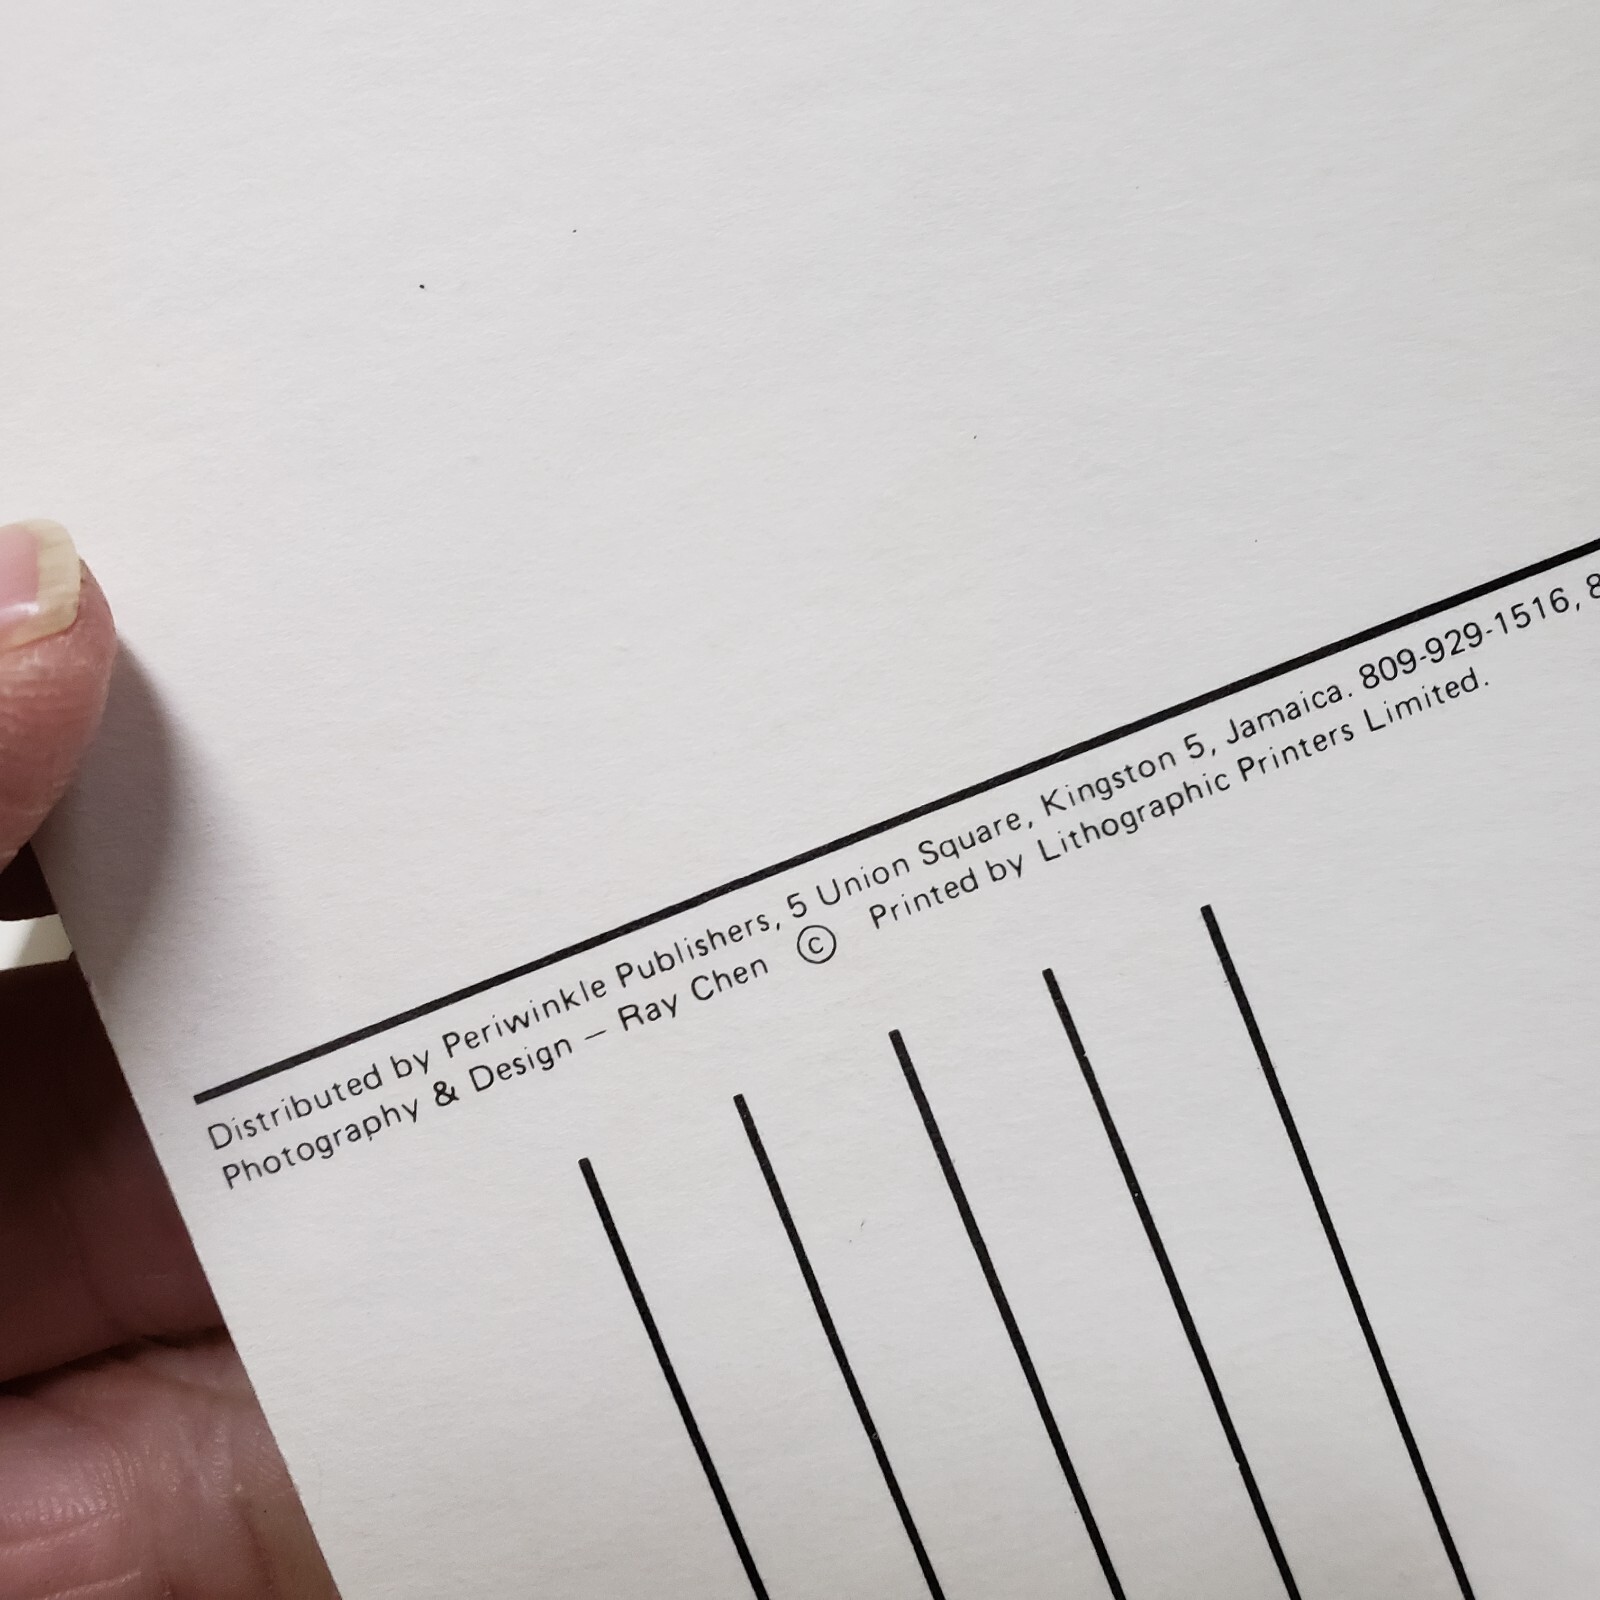 Distributed by Periwinkle Publishers, 5 Union Square, Kingston 5, Jamaica. 809-929-1516, 8
Photography & Design — Ray Chen © Printed by Lithographic Printers Limited.